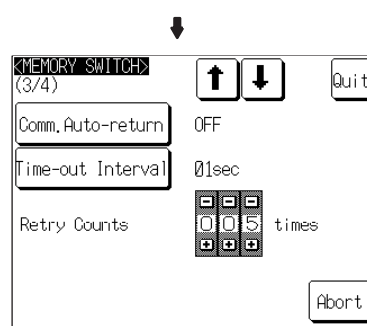 <MEMORY SWITCH>
(3/4)
Quit
Comm.Auto-return OFF
Time-out Interval 01sec
Retry Counts 005 times
Abort